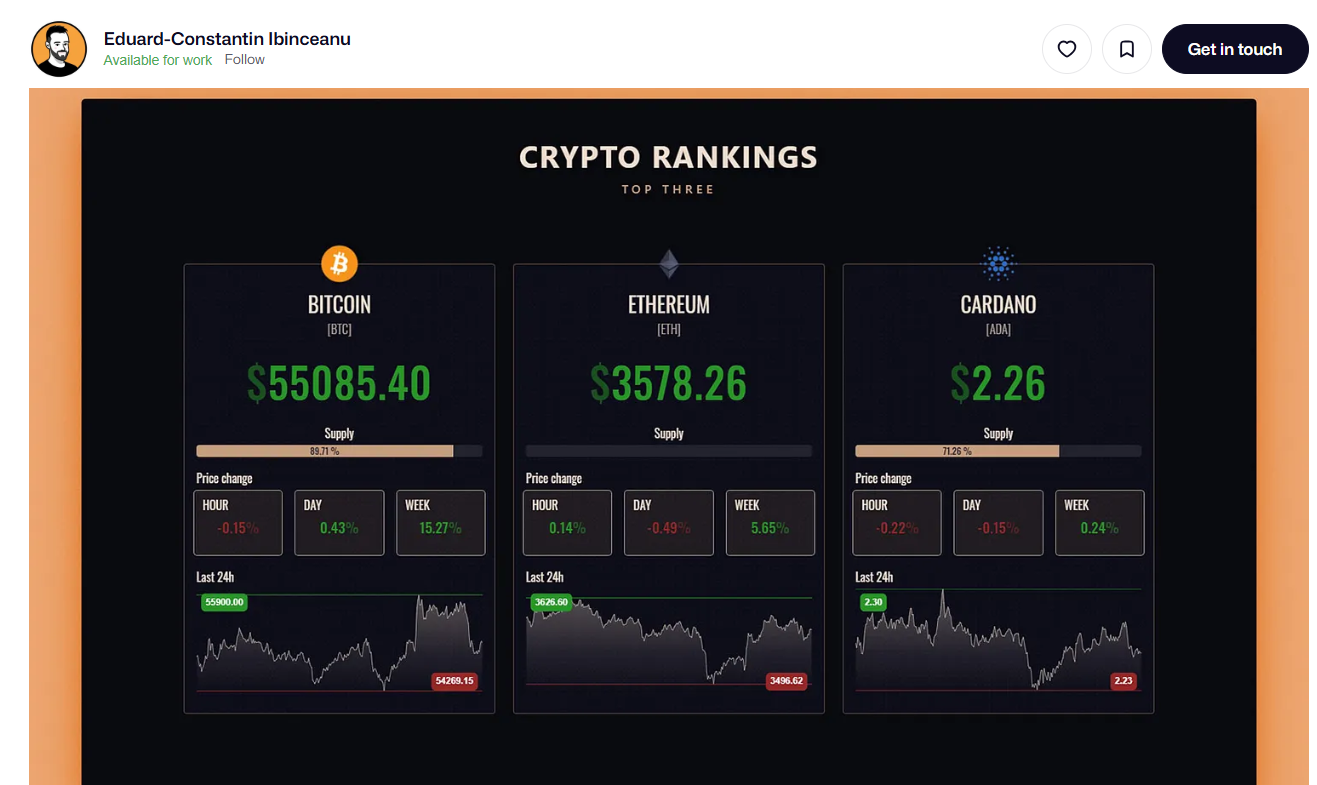 Eduard-Constantin Ibinceanu
Available for work Follow
Get in touch
CRYPTO RANKINGS
TOP THREE
BITCOIN
[BTC]
$55085.40
Supply
89.71 %
Price change
HOUR DAY WEEK
-0.15% 0.43% 15.27%
Last 24h
55900.00
54269.15
ETHEREUM
[ETH]
$3578.26
Supply
Price change
HOUR DAY WEEK
0.14% -0.49% 5.65%
Last 24h
3626.60
3496.62
CARDANO
[ADA]
$2.26
Supply
71.26 %
Price change
HOUR DAY WEEK
-0.22% -0.15% 0.24%
Last 24h
2.30
2.23